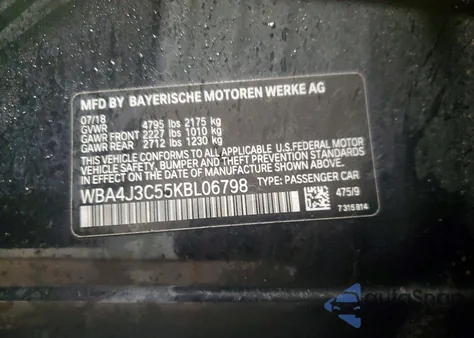 MFD BY BAYERISCHE MOTOREN WERKE AG
07/18
GVWR 4795 lbs 2175 kg
GAWR FRONT 2227 lbs 1010 kg
GAWR REAR 2712 lbs 1230 kg
THIS VEHICLE CONFORMS TO ALL APPLICABLE U.S.FEDERAL MOTOR
VEHICLE SAFETY, BUMPER, AND THEFT PREVENTION STANDARDS IN
EFFECT ON THE DATE OF MANUFACTURE SHOWN ABOVE.
WBA4J3C55KBL06798 TYPE: PASSENGER CAR
475/9
7315814
autoSpan